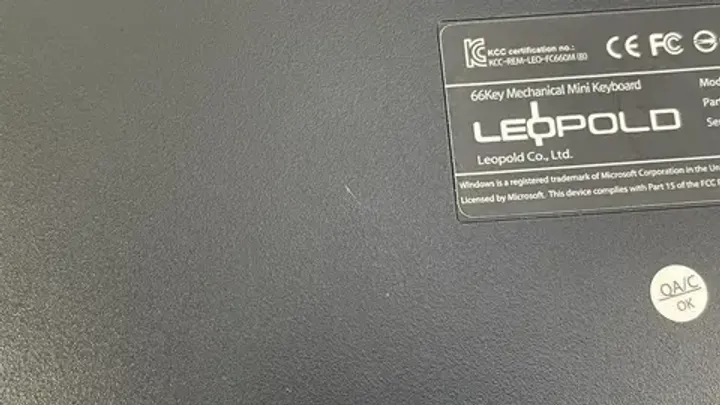 KCC certification no.:
KCC-REM-LEO-FC660M (B)
CE FC
66Key Mechanical Mini Keyboard
LEOPOLD
Leopold Co., Ltd.
Windows is a registered trademark of Microsoft Corporation in the
Licensed by Microsoft. This device complies with Part 15 of the FCC
QA/C
OK